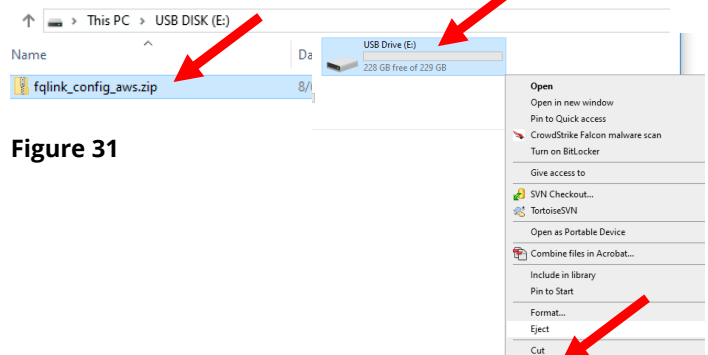 This PC > USB DISK (E:)
Name
Da
fqlink_config_aws.zip
8/
Figure 31
USB Drive (E:)
228 GB free of 229 GB
Open
Open in new window
Pin to Quick access
CrowdStrike Falcon malware scan
Turn on BitLocker
Give access to
SVN Checkout...
TortoiseSVN
Open as Portable Device
Combine files in Acrobat...
Include in library
Pin to Start
Format...
Eject
Cut